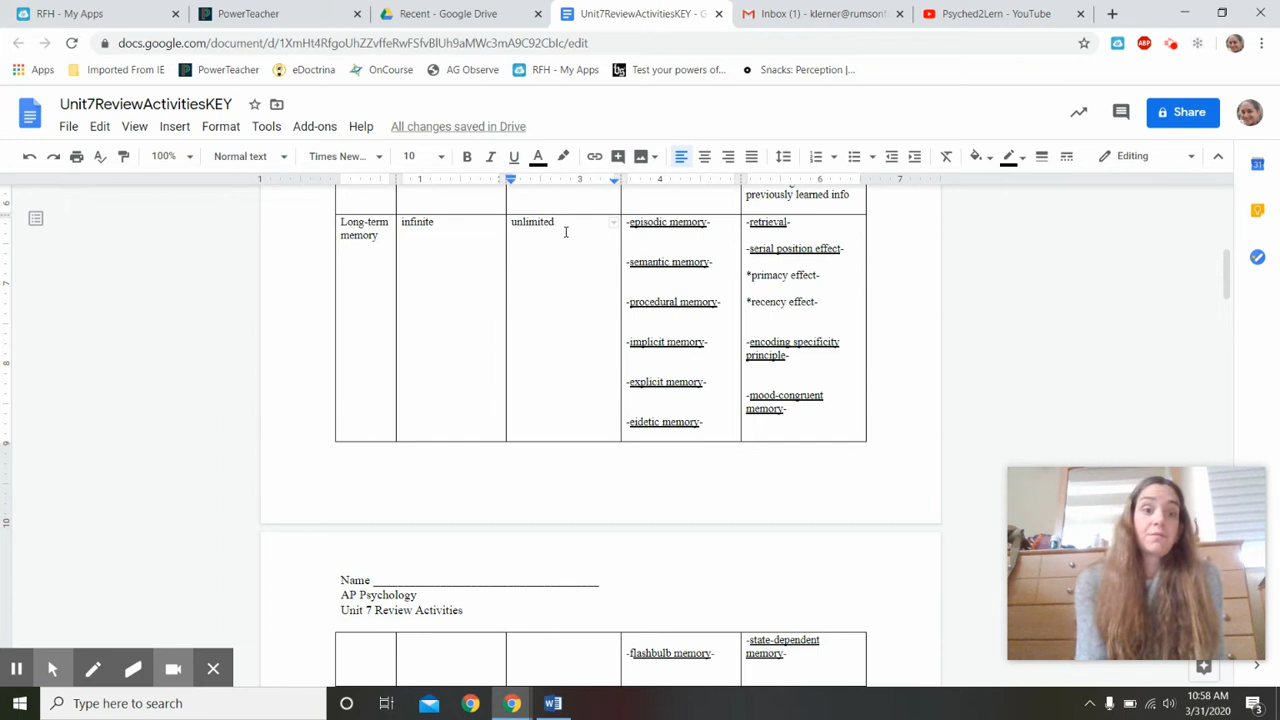 RFH - My Apps
PowerTeacher
Recent - Google Drive
Unit7ReviewActivitiesKEY - G
Inbox (1) - klerner@rumsonf
Psyched2Lern - YouTube
docs.google.com/document/d/1XmHt4RfgoUhZZvffeRwFSfvBlUh9aMWc3mA9C92CbIc/edit
Apps
Imported From IE
PowerTeacher
eDoctrina
OnCourse
AG Observe
RFH - My Apps
Test your powers of...
Snacks: Perception |...
Unit7ReviewActivitiesKEY
Share
File Edit View Insert Format Tools Add-ons Help All changes saved in Drive
100% Normal text Times New... 10 Editing
previously learned info
Long-term
memory
infinite
unlimited
-episodic memory-
-semantic memory-
-procedural memory-
-implicit memory-
-explicit memory-
-eidetic memory-
-retrieval-
-serial position effect-
*primacy effect-
*recency effect-
-encoding specificity
principle-
-mood-congruent
memory-
Name ______________________________
AP Psychology
Unit 7 Review Activities
-flashbulb memory-
-state-dependent
memory-
Type here to search
10:58 AM
3/31/2020